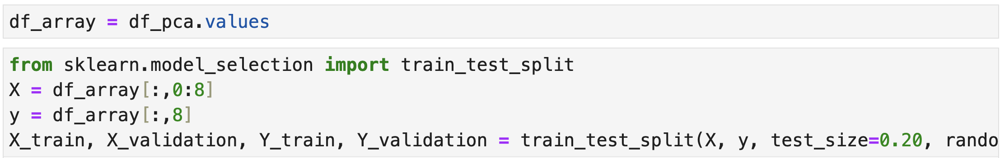 df_array = df_pca.values
from sklearn.model_selection import train_test_split
X = df_array[:,0:8]
y = df_array[:,8]
X_train, X_validation, Y_train, Y_validation = train_test_split(X, y, test_size=0.20, rando